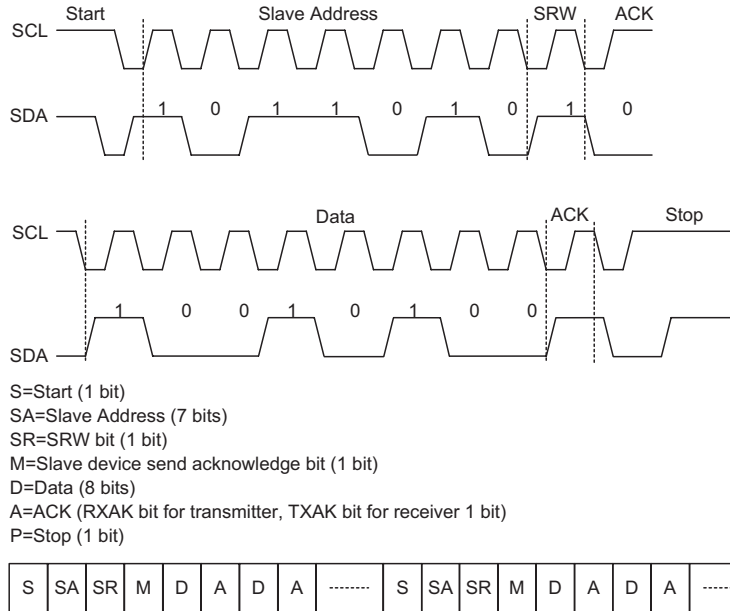 Start Slave Address SRW ACK
SCL
1 0 1 1 0 1 0 1 0
SDA
Data ACK Stop
SCL
1 0 0 1 0 1 0 0
SDA
S=Start (1 bit)
SA=Slave Address (7 bits)
SR=SRW bit (1 bit)
M=Slave device send acknowledge bit (1 bit)
D=Data (8 bits)
A=ACK (RXAK bit for transmitter, TXAK bit for receiver 1 bit)
P=Stop (1 bit)
S SA SR M D A D A ------ S SA SR M D A D A -----